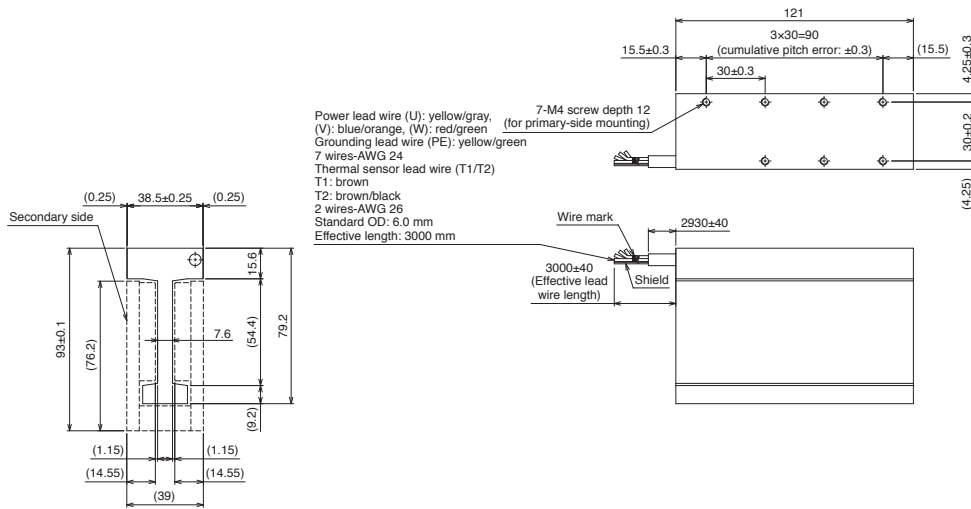 121
3×30=90
15.5±0.3
(cumulative pitch error: ±0.3)
(15.5)
4.25±0.3
30±0.3
7-M4 screw depth 12
(for primary-side mounting)
30±0.2
(4.25)
Power lead wire (U): yellow/gray,
(V): blue/orange, (W): red/green
Grounding lead wire (PE): yellow/green
7 wires-AWG 24
Thermal sensor lead wire (T1/T2)
T1: brown
T2: brown/black
2 wires-AWG 26
Standard OD: 6.0 mm
Effective length: 3000 mm
(0.25)
38.5±0.25
(0.25)
Secondary side
Wire mark
2930±40
15.6
3000±40
(Effective lead
wire length)
Shield
93±0.1
(76.2)
7.6
(54.4)
79.2
(9.2)
(1.15)
(1.15)
(14.55)
(14.55)
(39)